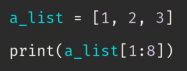 a_list = [1, 2, 3]
print(a_list[1:8])